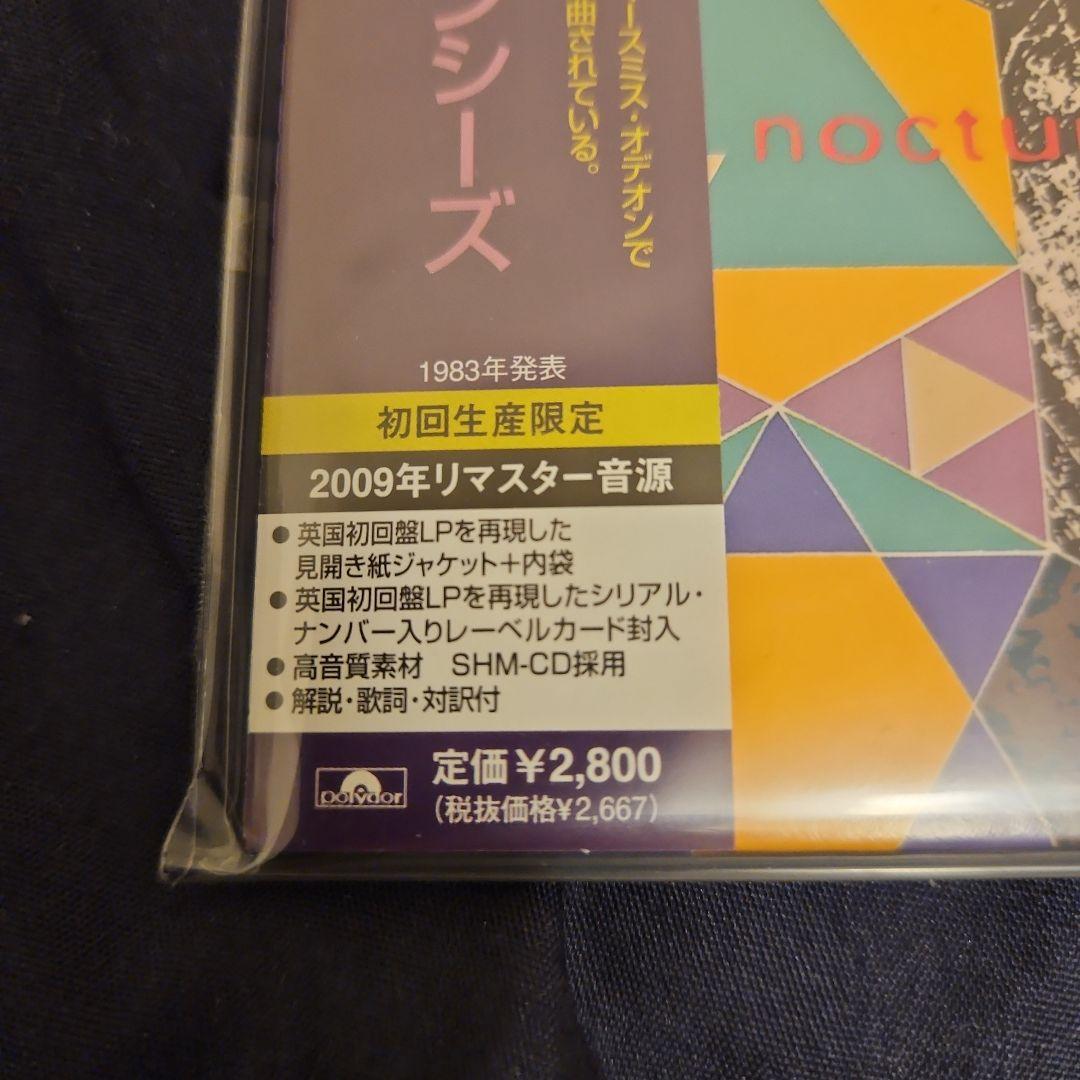 ースミス・オデオンで
曲されている。
シーズ
1983年発表
初回生産限定
2009年リマスター音源
● 英国初回盤LPを再現した
見開き紙ジャケット＋内袋
● 英国初回盤LPを再現したシリアル・
ナンバー入りレーベルカード封入
● 高音質素材　SHM-CD採用
● 解説・歌詞・対訳付
定価￥2,800
(税抜価格¥2,667)
polydor
noctu